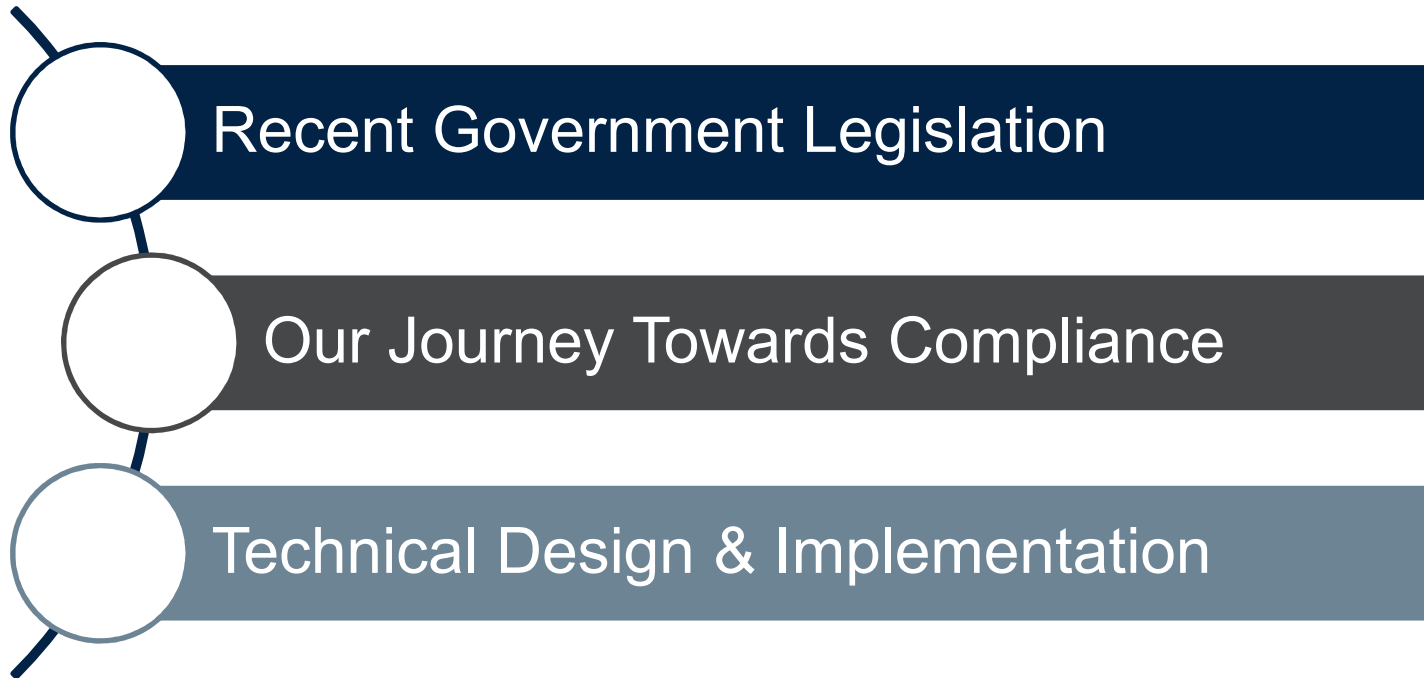 Recent Government Legislation
Our Journey Towards Compliance
Technical Design & Implementation